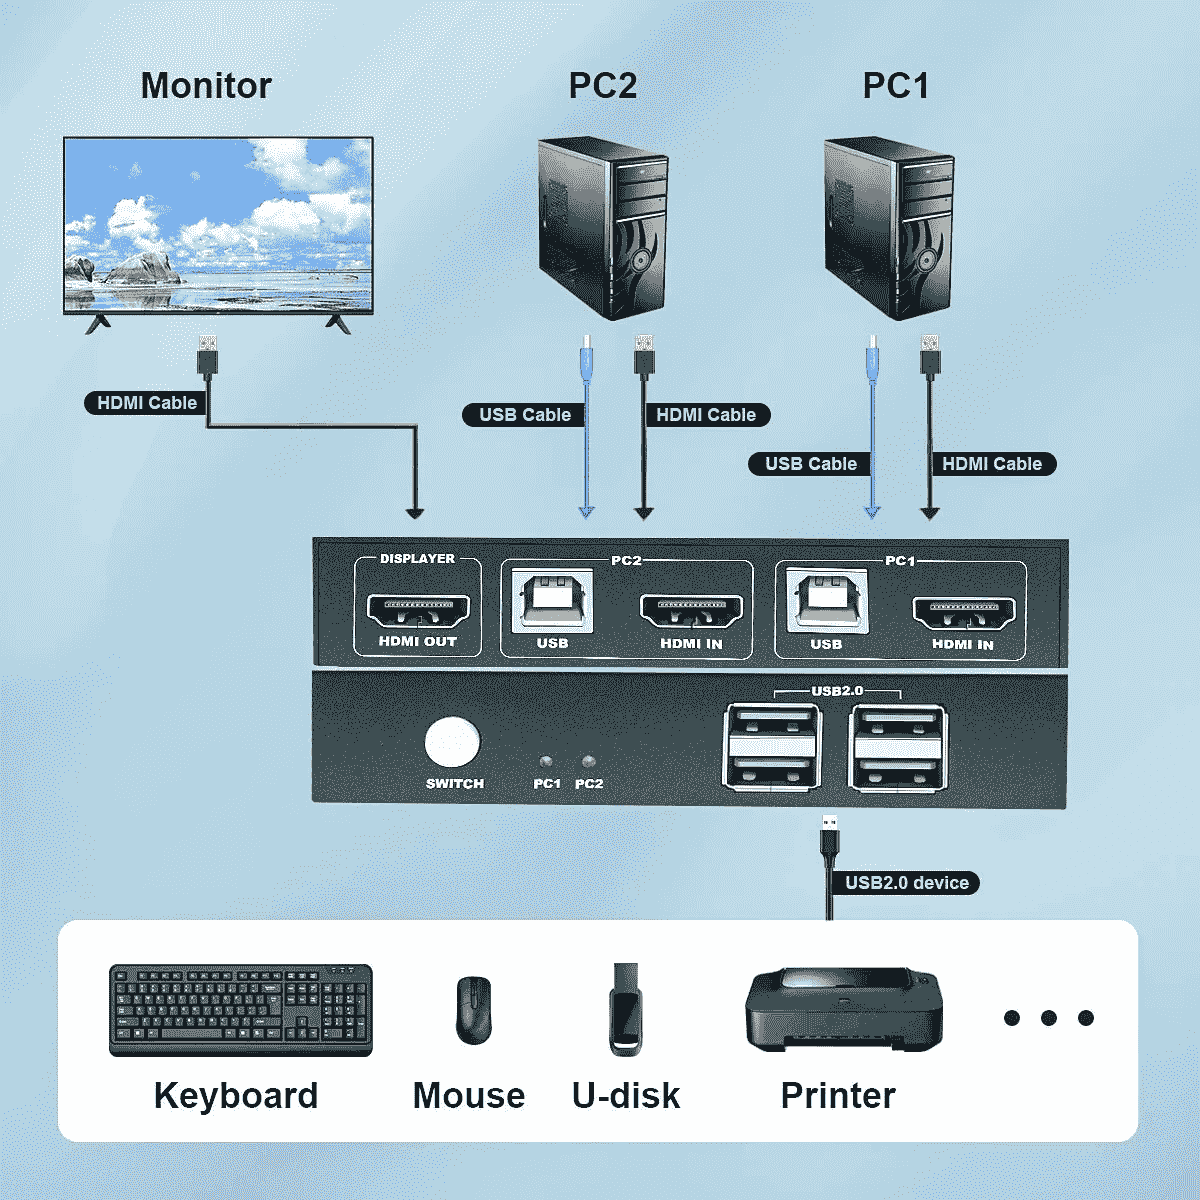 Monitor
PC2
PC1
HDMI Cable
USB Cable
HDMI Cable
USB Cable
HDMI Cable
DISPLAYER
HDMI OUT
PC2
USB
HDMI IN
PC1
USB
HDMI IN
USB2.0
SWITCH
PC1
PC2
USB2.0 device
Keyboard
Mouse
U-disk
Printer